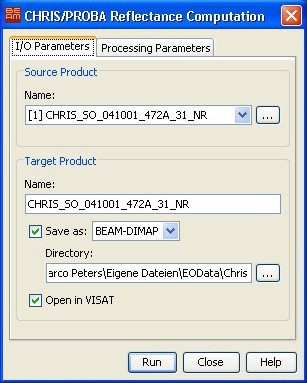 BEAM CHRIS/PROBA Reflectance Computation
I/O Parameters Processing Parameters
Source Product
Name:
[1] CHRIS_SO_041001_472A_31_NR ...
Target Product
Name:
CHRIS_SO_041001_472A_31_NR
Save as: BEAM-DIMAP
Directory:
arco Peters\Eigene Dateien\EOData\Chris ...
Open in VISAT
Run Close Help